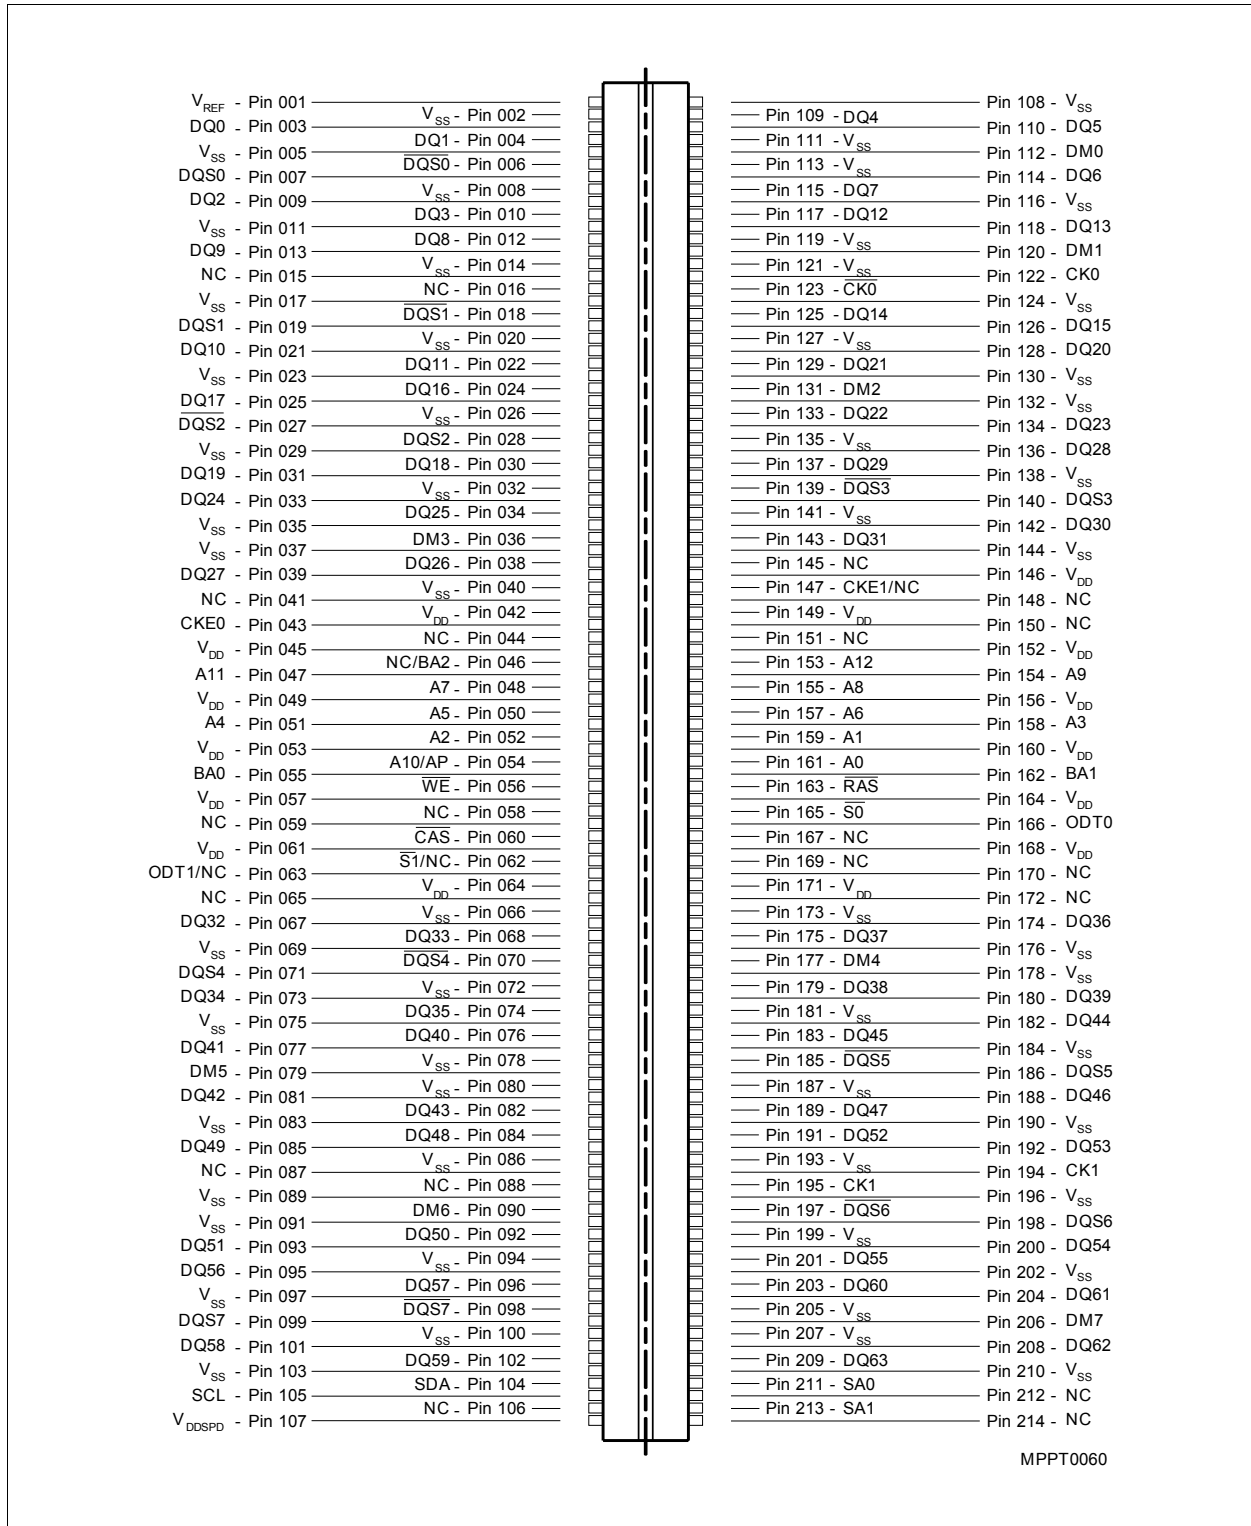 VREF - Pin 001
VSS - Pin 002
DQ0 - Pin 003
DQ1 - Pin 004
VSS - Pin 005
D̅Q̅S̅0̅ - Pin 006
DQS0 - Pin 007
VSS - Pin 008
DQ2 - Pin 009
DQ3 - Pin 010
VSS - Pin 011
DQ8 - Pin 012
DQ9 - Pin 013
VSS - Pin 014
NC - Pin 015
NC - Pin 016
VSS - Pin 017
D̅Q̅S̅1̅ - Pin 018
DQS1 - Pin 019
VSS - Pin 020
DQ10 - Pin 021
DQ11 - Pin 022
VSS - Pin 023
DQ16 - Pin 024
DQ17 - Pin 025
VSS - Pin 026
D̅Q̅S̅2̅ - Pin 027
DQS2 - Pin 028
VSS - Pin 029
DQ18 - Pin 030
DQ19 - Pin 031
VSS - Pin 032
DQ24 - Pin 033
DQ25 - Pin 034
VSS - Pin 035
DM3 - Pin 036
VSS - Pin 037
DQ26 - Pin 038
DQ27 - Pin 039
VSS - Pin 040
NC - Pin 041
VDD - Pin 042
CKE0 - Pin 043
NC - Pin 044
VDD - Pin 045
NC/BA2 - Pin 046
A11 - Pin 047
A7 - Pin 048
VDD - Pin 049
A5 - Pin 050
A4 - Pin 051
A2 - Pin 052
VDD - Pin 053
A10/AP - Pin 054
BA0 - Pin 055
W̅E̅ - Pin 056
VDD - Pin 057
NC - Pin 058
NC - Pin 059
C̅A̅S̅ - Pin 060
VDD - Pin 061
S̅1/NC - Pin 062
ODT1/NC - Pin 063
VDD - Pin 064
NC - Pin 065
VSS - Pin 066
DQ32 - Pin 067
DQ33 - Pin 068
VSS - Pin 069
D̅Q̅S̅4̅ - Pin 070
DQS4 - Pin 071
VSS - Pin 072
DQ34 - Pin 073
DQ35 - Pin 074
VSS - Pin 075
DQ40 - Pin 076
DQ41 - Pin 077
VSS - Pin 078
DM5 - Pin 079
VSS - Pin 080
DQ42 - Pin 081
DQ43 - Pin 082
VSS - Pin 083
DQ48 - Pin 084
DQ49 - Pin 085
VSS - Pin 086
NC - Pin 087
NC - Pin 088
VSS - Pin 089
DM6 - Pin 090
VSS - Pin 091
DQ50 - Pin 092
DQ51 - Pin 093
VSS - Pin 094
DQ56 - Pin 095
DQ57 - Pin 096
VSS - Pin 097
D̅Q̅S̅7̅ - Pin 098
DQS7 - Pin 099
VSS - Pin 100
DQ58 - Pin 101
DQ59 - Pin 102
VSS - Pin 103
SDA - Pin 104
SCL - Pin 105
NC - Pin 106
VDDSPD - Pin 107
Pin 108 - VSS
Pin 109 - DQ4
Pin 110 - DQ5
Pin 111 - VSS
Pin 112 - DM0
Pin 113 - VSS
Pin 114 - DQ6
Pin 115 - DQ7
Pin 116 - VSS
Pin 117 - DQ12
Pin 118 - DQ13
Pin 119 - VSS
Pin 120 - DM1
Pin 121 - VSS
Pin 122 - CK0
Pin 123 - C̅K̅0̅
Pin 124 - VSS
Pin 125 - DQ14
Pin 126 - DQ15
Pin 127 - VSS
Pin 128 - DQ20
Pin 129 - DQ21
Pin 130 - VSS
Pin 131 - DM2
Pin 132 - VSS
Pin 133 - DQ22
Pin 134 - DQ23
Pin 135 - VSS
Pin 136 - DQ28
Pin 137 - DQ29
Pin 138 - VSS
Pin 139 - D̅Q̅S̅3̅
Pin 140 - DQS3
Pin 141 - VSS
Pin 142 - DQ30
Pin 143 - DQ31
Pin 144 - VSS
Pin 145 - NC
Pin 146 - VDD
Pin 147 - CKE1/NC
Pin 148 - NC
Pin 149 - VDD
Pin 150 - NC
Pin 151 - NC
Pin 152 - VDD
Pin 153 - A12
Pin 154 - A9
Pin 155 - A8
Pin 156 - VDD
Pin 157 - A6
Pin 158 - A3
Pin 159 - A1
Pin 160 - VDD
Pin 161 - A0
Pin 162 - BA1
Pin 163 - R̅A̅S̅
Pin 164 - VDD
Pin 165 - S̅0̅
Pin 166 - ODT0
Pin 167 - NC
Pin 168 - VDD
Pin 169 - NC
Pin 170 - NC
Pin 171 - VDD
Pin 172 - NC
Pin 173 - VSS
Pin 174 - DQ36
Pin 175 - DQ37
Pin 176 - VSS
Pin 177 - DM4
Pin 178 - VSS
Pin 179 - DQ38
Pin 180 - DQ39
Pin 181 - VSS
Pin 182 - DQ44
Pin 183 - DQ45
Pin 184 - VSS
Pin 185 - D̅Q̅S̅5̅
Pin 186 - DQS5
Pin 187 - VSS
Pin 188 - DQ46
Pin 189 - DQ47
Pin 190 - VSS
Pin 191 - DQ52
Pin 192 - DQ53
Pin 193 - VSS
Pin 194 - CK1
Pin 195 - CK1
Pin 196 - VSS
Pin 197 - D̅Q̅S̅6̅
Pin 198 - DQS6
Pin 199 - VSS
Pin 200 - DQ54
Pin 201 - DQ55
Pin 202 - VSS
Pin 203 - DQ60
Pin 204 - DQ61
Pin 205 - VSS
Pin 206 - DM7
Pin 207 - VSS
Pin 208 - DQ62
Pin 209 - DQ63
Pin 210 - VSS
Pin 211 - SA0
Pin 212 - NC
Pin 213 - SA1
Pin 214 - NC
MPPT0060